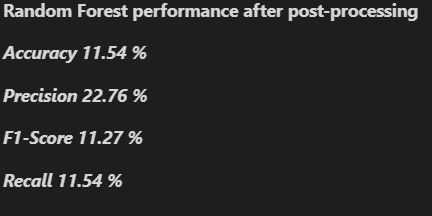 Random Forest performance after post-processing
Accuracy 11.54 %
Precision 22.76 %
F1-Score 11.27 %
Recall 11.54 %